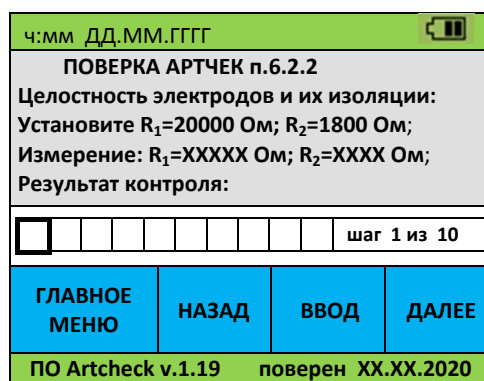 ч:мм ДД.ММ.ГГГГ
ПОВЕРКА АРТЧЕК п.6.2.2
Целостность электродов и их изоляции:
Установите R₁=20000 Ом; R₂=1800 Ом;
Измерение: R₁=XXXXX Ом; R₂=XXXX Ом;
Результат контроля:
шаг 1 из 10
ГЛАВНОЕ МЕНЮ НАЗАД ВВОД ДАЛЕЕ
ПО Artcheck v.1.19 поверен XX.XX.2020